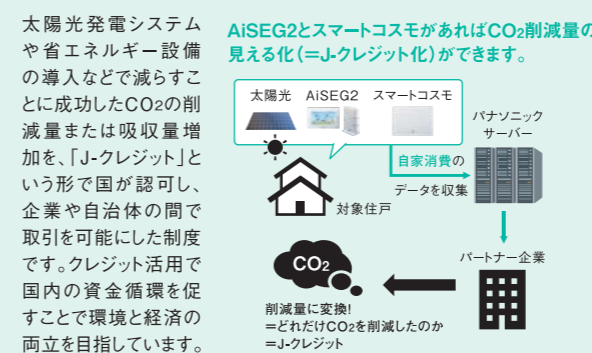 太陽光発電システム
や省エネルギー設備
の導入などで減らすこ
とに成功したCO2の削
減量または吸収量増
加を、「J-クレジット」と
いう形で国が認可し、
企業や自治体の間で
取引を可能にした制度
です。クレジット活用で
国内の資金循環を促
すことで環境と経済の
両立を目指しています。
AiSEG2とスマートコスモがあればCO2削減量の
見える化(=J-クレジット化)ができます。
太陽光 AiSEG2 スマートコスモ
パナソニック
サーバー
自家消費の
データを収集
対象住戸
パートナー企業
CO2
削減量に変換!
=どれだけCO2を削減したのか
=J-クレジット